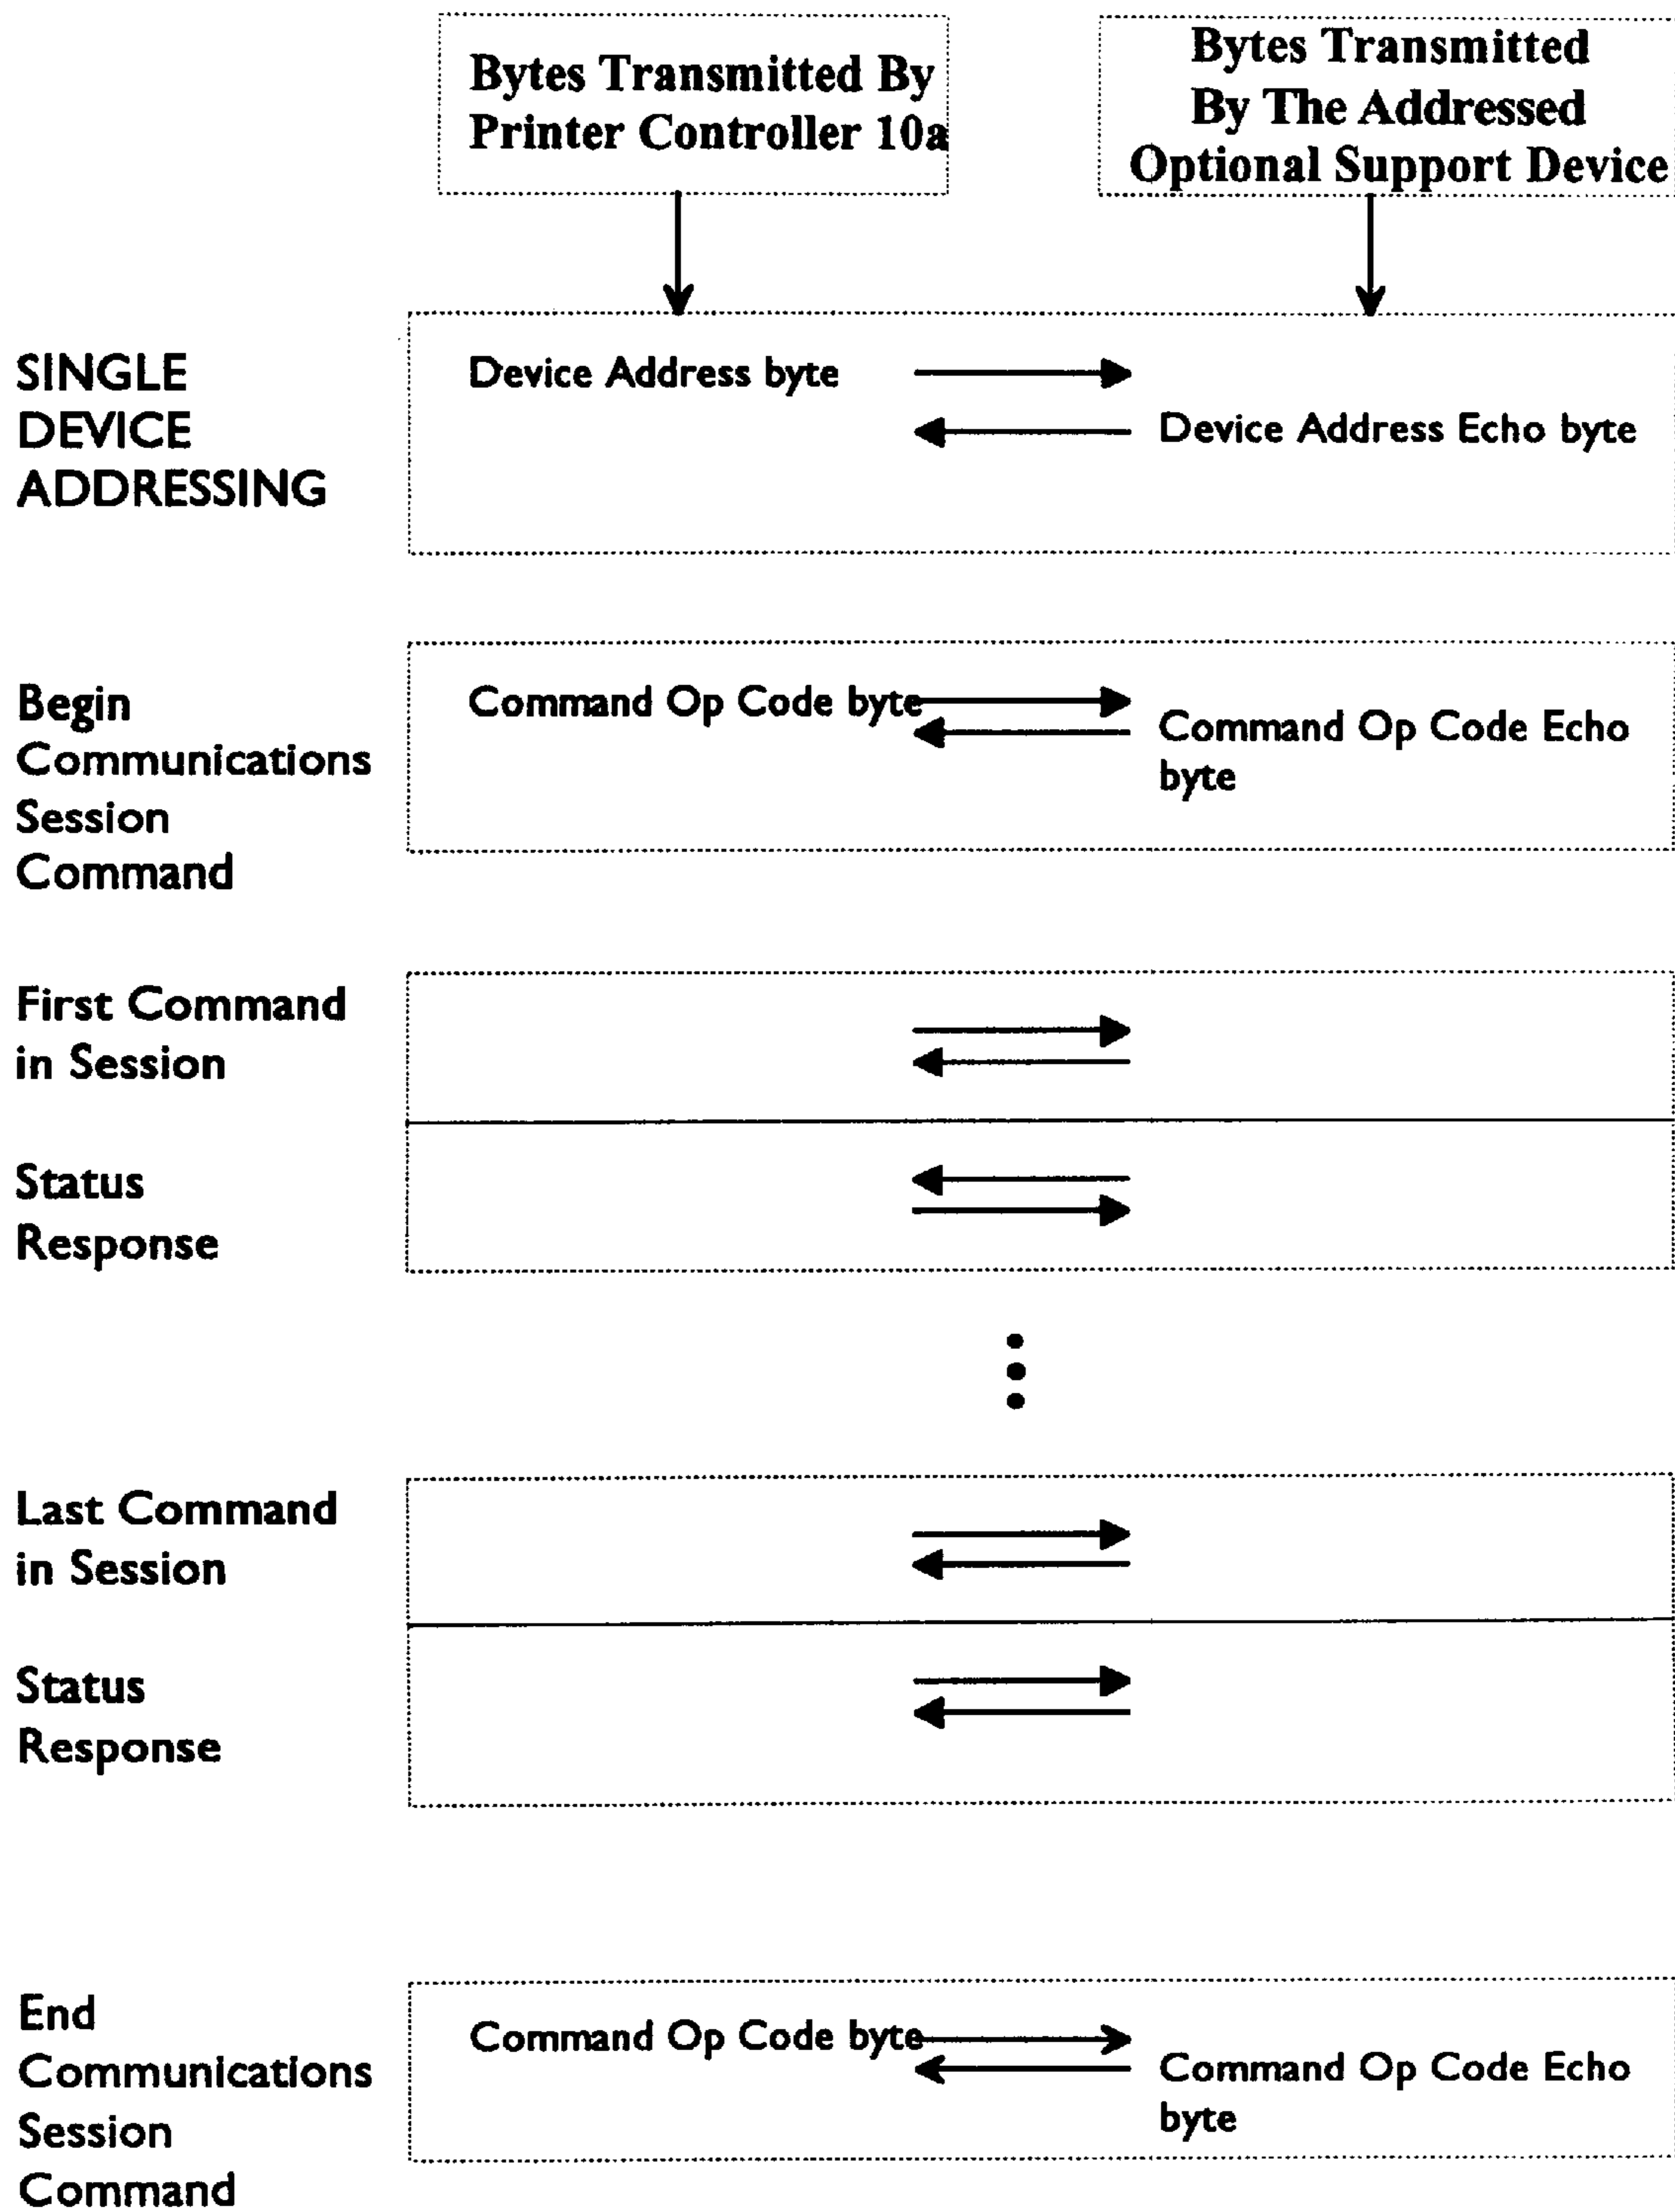 Bytes Transmitted By
Printer Controller 10a
Bytes Transmitted
By The Addressed
Optional Support Device
SINGLE
DEVICE
ADDRESSING
Device Address byte
Device Address Echo byte
Begin
Communications
Session
Command
Command Op Code byte
Command Op Code Echo
byte
First Command
in Session
Status
Response
Last Command
in Session
Status
Response
End
Communications
Session
Command
Command Op Code byte
Command Op Code Echo
byte